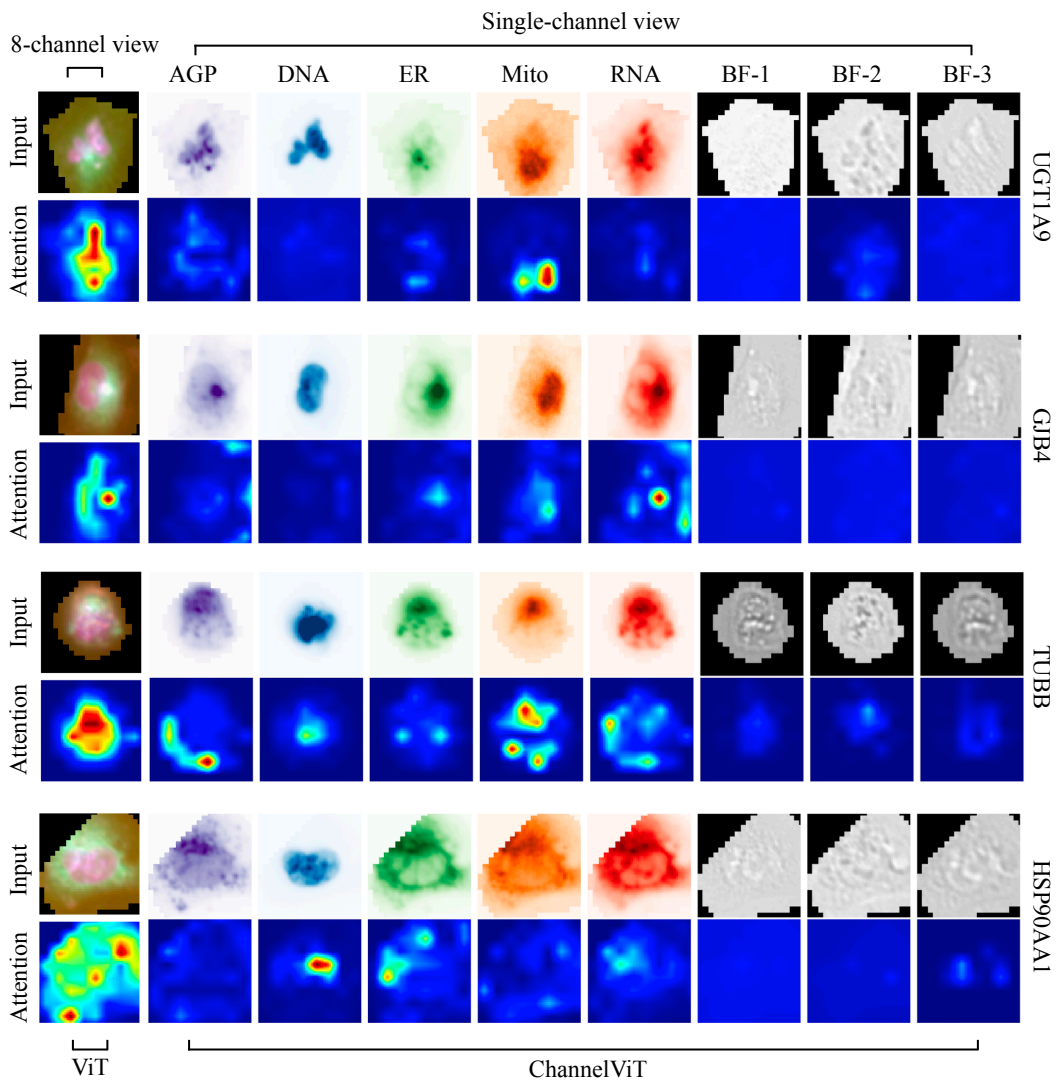 Single-channel view
8-channel view
AGP DNA ER Mito RNA BF-1 BF-2 BF-3
Input
Attention
UGT1A9
Input
Attention
GJB4
Input
Attention
TUBB
Input
Attention
HSP90AA1
ViT
ChannelViT